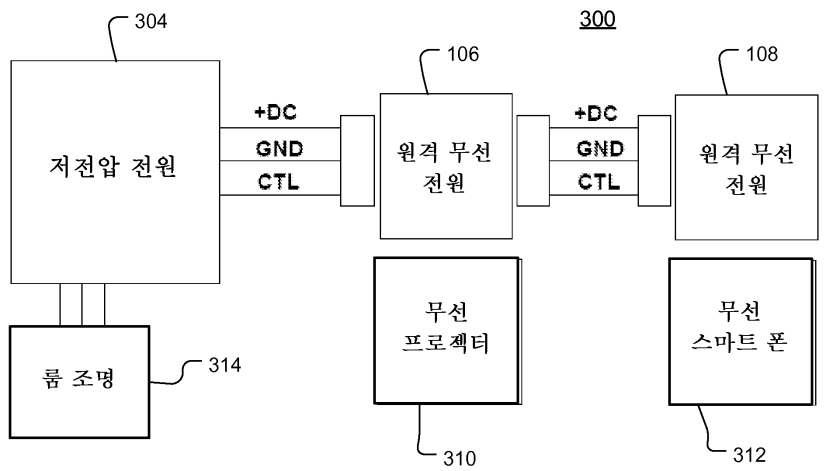 300
304
106
108
+DC
GND
CTL
+DC
GND
CTL
저전압 전원
원격 무선
전원
원격 무선
전원
무선
프로젝터
무선
스마트 폰
룸 조명
314
310
312